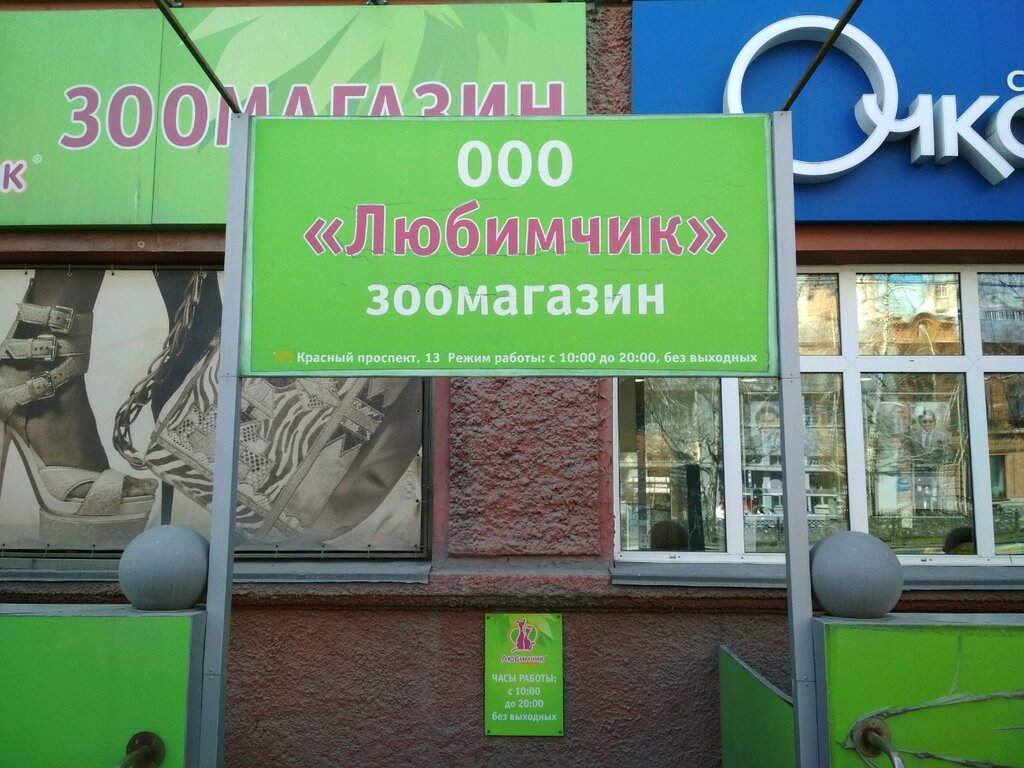 ЗООМАГАЗИН
к®
Очко
ООО
«Любимчик»
зоомагазин
Красный проспект, 13 Режим работы: с 10:00 до 20:00, без выходных
Любимчик
ЧАСЫ РАБОТЫ:
с 10:00
до 20:00
без выходных